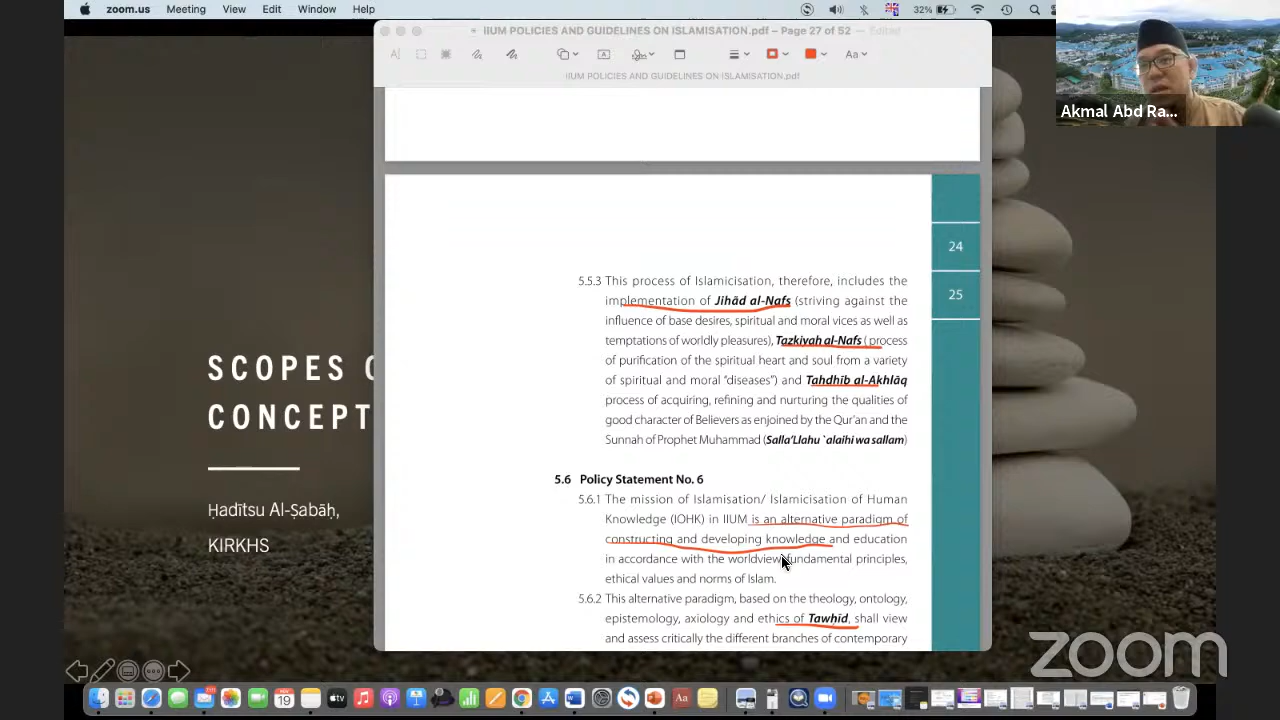 zoom.us Meeting View Edit Window Help
32%
IIUM POLICIES AND GUIDELINES ON ISLAMISATION.pdf – Page 27 of 52 — Edited
Aa
IIUM POLICIES AND GUIDELINES ON ISLAMISATION.pdf
Akmal Abd Ra...
24
25
5.5.3 This process of Islamicisation, therefore, includes the
implementation of Jihād al-Nafs (striving against the
influence of base desires, spiritual and moral vices as well as
temptations of worldly pleasures), Tazkiyah al-Nafs ( process
of purification of the spiritual heart and soul from a variety
of spiritual and moral “diseases”) and Tahdhīb al-Akhlāq
process of acquiring, refining and nurturing the qualities of
good character of Believers as enjoined by the Qur’an and the
Sunnah of Prophet Muhammad (Salla’Llahu `alaihi wa sallam)
5.6 Policy Statement No. 6
5.6.1 The mission of Islamisation/ Islamicisation of Human
Knowledge (IOHK) in IIUM is an alternative paradigm of
constructing and developing knowledge and education
in accordance with the worldview, fundamental principles,
ethical values and norms of Islam.
5.6.2 This alternative paradigm, based on the theology, ontology,
epistemology, axiology and ethics of Tawhīd, shall view
and assess critically the different branches of contemporary
SCOPES
CONCEPT
Ḥadītsu Al-Ṣabāḥ,
KIRKHS
zoom
NOV
19
tv
Aa